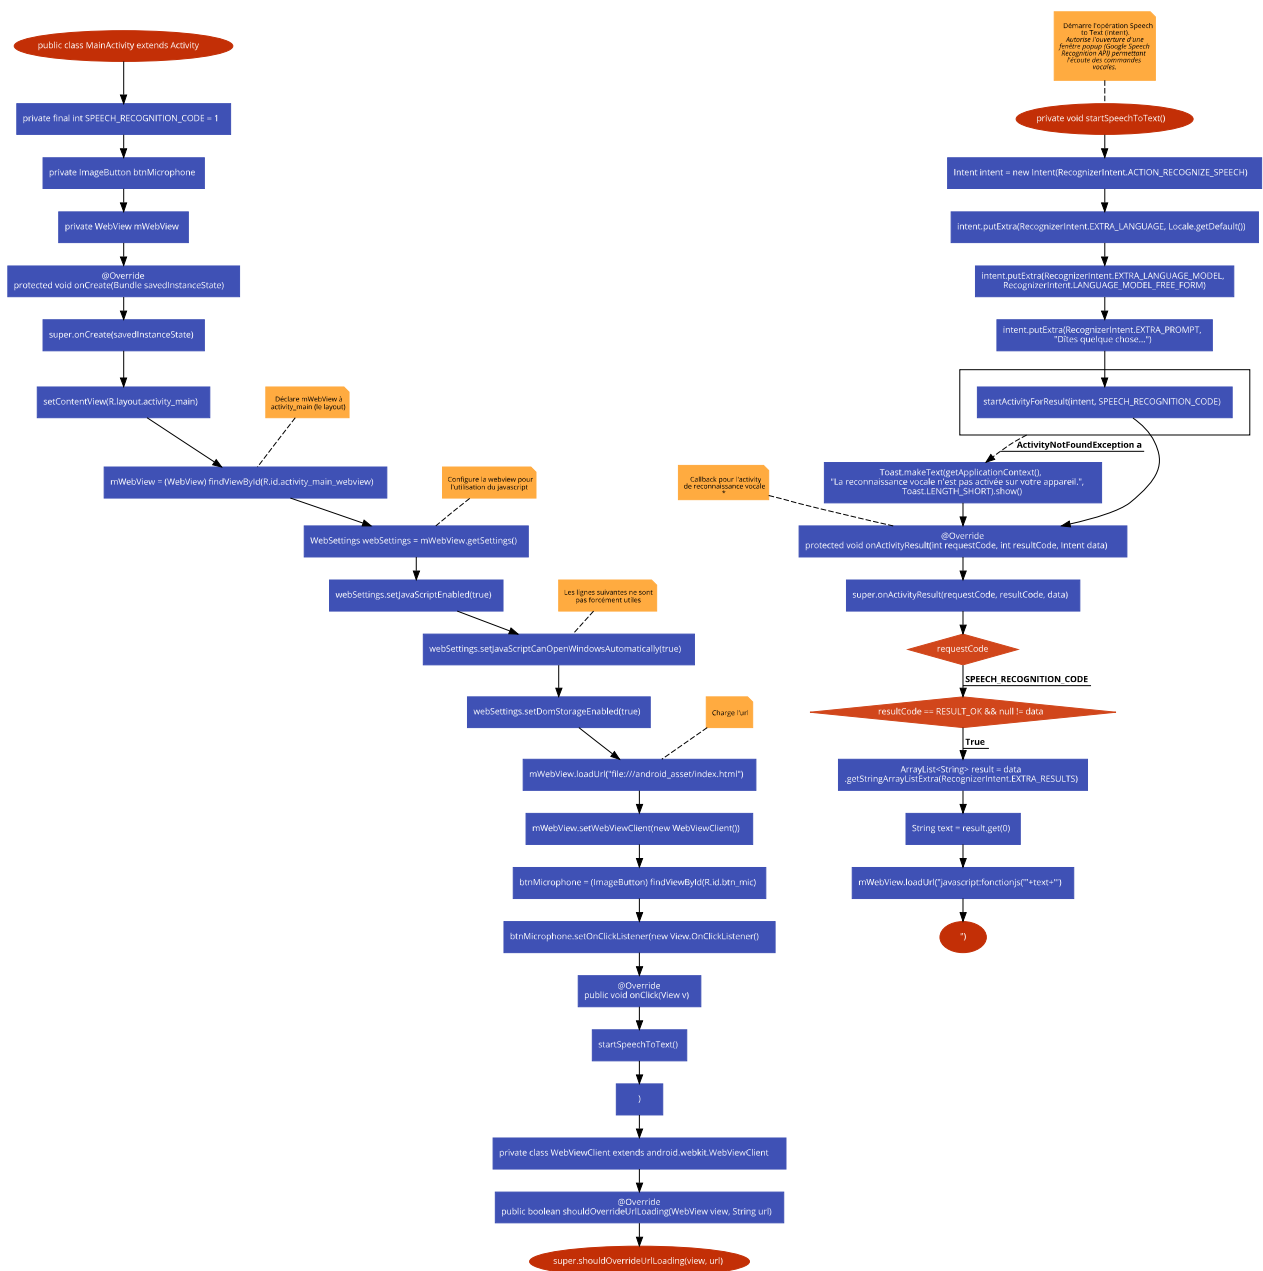 public class MainActivity extends Activity
private final int SPEECH_RECOGNITION_CODE = 1
private ImageButton btnMicrophone
private WebView mWebView
@Override
protected void onCreate(Bundle savedInstanceState)
super.onCreate(savedInstanceState)
setContentView(R.layout.activity_main)
Déclare mWebView à
activity_main (le layout)
mWebView = (WebView) findViewById(R.id.activity_main_webview)
Configure la webview pour
l'utilisation du javascript
WebSettings webSettings = mWebView.getSettings()
webSettings.setJavaScriptEnabled(true)
Les lignes suivantes ne sont
pas forcément utiles
webSettings.setJavaScriptCanOpenWindowsAutomatically(true)
webSettings.setDomStorageEnabled(true)
Charge l'url
mWebView.loadUrl("file:///android_asset/index.html")
mWebView.setWebViewClient(new WebViewClient())
btnMicrophone = (ImageButton) findViewById(R.id.btn_mic)
btnMicrophone.setOnClickListener(new View.OnClickListener()
@Override
public void onClick(View v)
startSpeechToText()
)
private class WebViewClient extends android.webkit.WebViewClient
@Override
public boolean shouldOverrideUrlLoading(WebView view, String url)
super.shouldOverrideUrlLoading(view, url)
Démarre l'opération Speech
to Text (Intent).
Autorise l'ouverture d'une
fenêtre popup (Google Speech
Recognition API) permettant
l'écoute des commandes
vocales.
private void startSpeechToText()
Intent intent = new Intent(RecognizerIntent.ACTION_RECOGNIZE_SPEECH)
intent.putExtra(RecognizerIntent.EXTRA_LANGUAGE, Locale.getDefault())
intent.putExtra(RecognizerIntent.EXTRA_LANGUAGE_MODEL,
RecognizerIntent.LANGUAGE_MODEL_FREE_FORM)
intent.putExtra(RecognizerIntent.EXTRA_PROMPT,
"Dîtes quelque chose...")
startActivityForResult(intent, SPEECH_RECOGNITION_CODE)
ActivityNotFoundException a
Toast.makeText(getApplicationContext(),
"La reconnaissance vocale n'est pas activée sur votre appareil.",
Toast.LENGTH_SHORT).show()
Callback pour l'activity
de reconnaissance vocale
*
@Override
protected void onActivityResult(int requestCode, int resultCode, Intent data)
super.onActivityResult(requestCode, resultCode, data)
requestCode
SPEECH_RECOGNITION_CODE
resultCode == RESULT_OK && null != data
True
ArrayList<String> result = data
.getStringArrayListExtra(RecognizerIntent.EXTRA_RESULTS)
String text = result.get(0)
mWebView.loadUrl("javascript:fonctionjs('"+text+"')
")